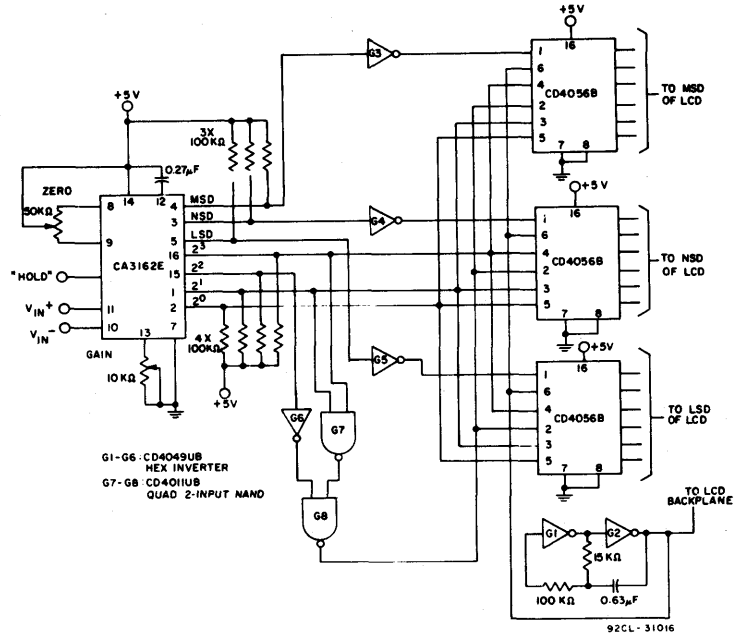 +5V
16
1
6
4
2
3
5
CD4056B
7 8
TO MSD
OF LCD
G3
+5V
3X
100KΩ
0.27µF
ZERO
50KΩ
14
12
8
9
"HOLD"
VIN+
11
VIN-
10
CA3162E
13
7
GAIN
10KΩ
4 MSD
3 NSD
5 LSD
16 2³
15 2²
1 2¹
2 2⁰
4X
100KΩ
+5V
G4
+5V
16
1
6
4
2
3
5
CD4056B
7 8
TO NSD
OF LCD
G5
+5V
16
1
6
4
2
3
5
CD4056B
7 8
TO LSD
OF LCD
G6
G7
G8
G1-G6: CD4049UB
HEX INVERTER
G7-G8: CD4011UB
QUAD 2-INPUT NAND
TO LCD
BACKPLANE
G1
G2
15KΩ
100KΩ
0.63µF
92CL-31016